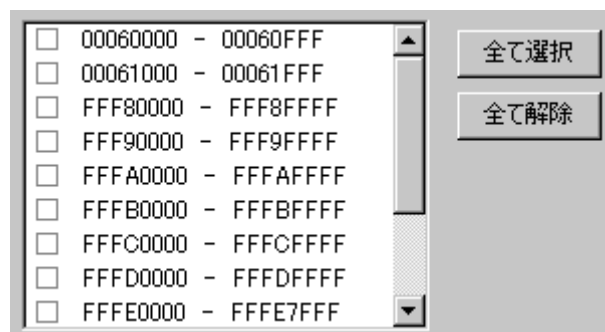 00060000 - 00060FFF
00061000 - 00061FFF
FFF80000 - FFF8FFFF
FFF90000 - FFF9FFFF
FFFA0000 - FFFAFFFF
FFFB0000 - FFFBFFFF
FFFC0000 - FFFCFFFF
FFFD0000 - FFFDFFFF
FFFE0000 - FFFE7FFF
全て選択
全て解除